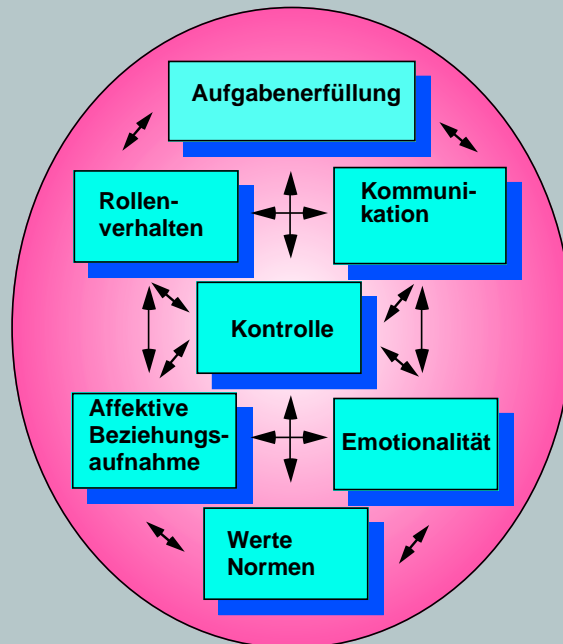 Aufgabenerfüllung
Rollen-
verhalten
Kommuni-
kation
Kontrolle
Affektive
Beziehungs-
aufnahme
Emotionalität
Werte
Normen